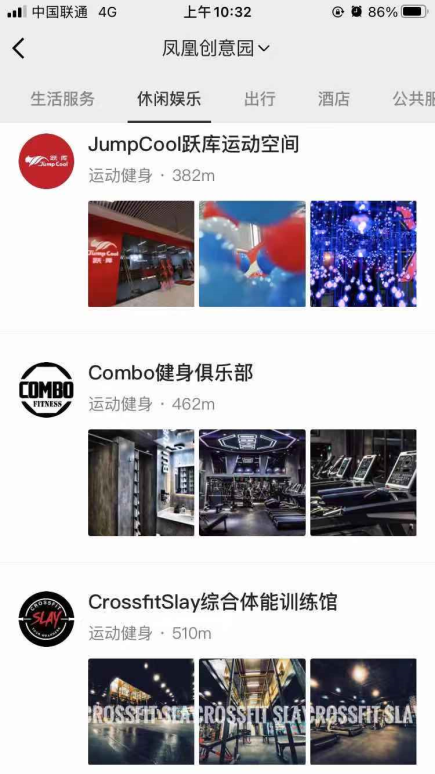 中国联通 4G 上午10:32 86%
凤凰创意园
生活服务 休闲娱乐 出行 酒店 公共服
JumpCool跃库运动空间
运动健身 · 382m
跃库
Jump Cool
Jump Cool
跃·库
Combo健身俱乐部
运动健身 · 462m
COMBO
FITNESS
CrossfitSlay综合体能训练馆
运动健身 · 510m
CROSSFIT
SLAY
CROSSFIT SLAY
CROSSFIT SLAY
CROSSFIT SLAY